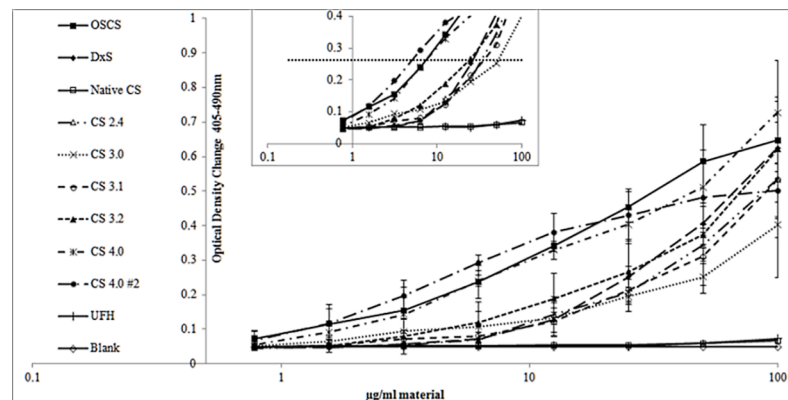 OSCS
DxS
Native CS
CS 2.4
CS 3.0
CS 3.1
CS 3.2
CS 4.0
CS 4.0 #2
UFH
Blank
Optical Density Change 405-490nm
1
0.9
0.8
0.7
0.6
0.5
0.4
0.3
0.2
0.1
0
0.1
1
10
100
µg/ml material
0.4
0.3
0.2
0.1
0
0.1
1
10
100